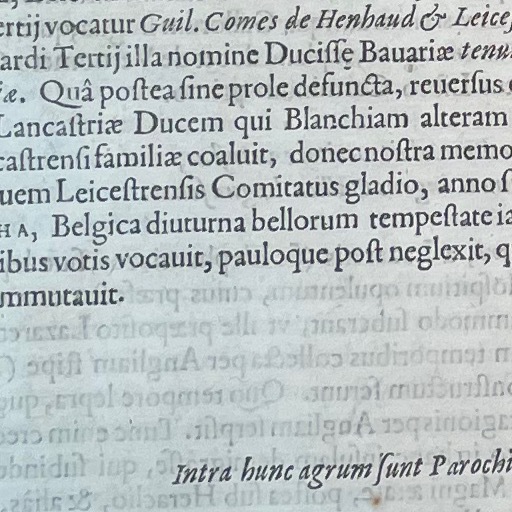 ertij vocatur Guil. Comes de Henhaud & Leice
ardi Tertij illa nomine Ducissę Bauariæ tenu
iæ. Quâ postea sine prole defuncta, reuersus
Lancastriæ Ducem qui Blanchiam alteram
castrensi familiæ coaluit, donec nostra memo
uem Leicestrensis Comitatus gladio, anno s
HA, Belgica diuturna bellorum tempestate ia
ibus votis vocauit, pauloque post neglexit, q
mmutauit.
Intra hunc agrum sunt Parochi